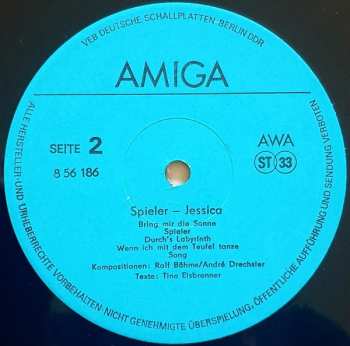 VEB DEUTSCHE SCHALLPLATTEN BERLIN DDR
AMIGA
SEITE 2
8 56 186
AWA
ST 33
Spieler – Jessica
Bring mir die Sonne
Spieler
Durch's Labyrinth
Wenn ich mit dem Teufel tanze
Song
Kompositionen: Rolf Böhme/André Drechsler
Texte: Tina Elsbrenner
ALLE HERSTELLER- UND URHEBERRECHTE VORBEHALTEN·NICHT GENEHMIGTE ÜBERSPIELUNG, ÖFFENTLICHE AUFFÜHRUNG UND SENDUNG VERBOTEN